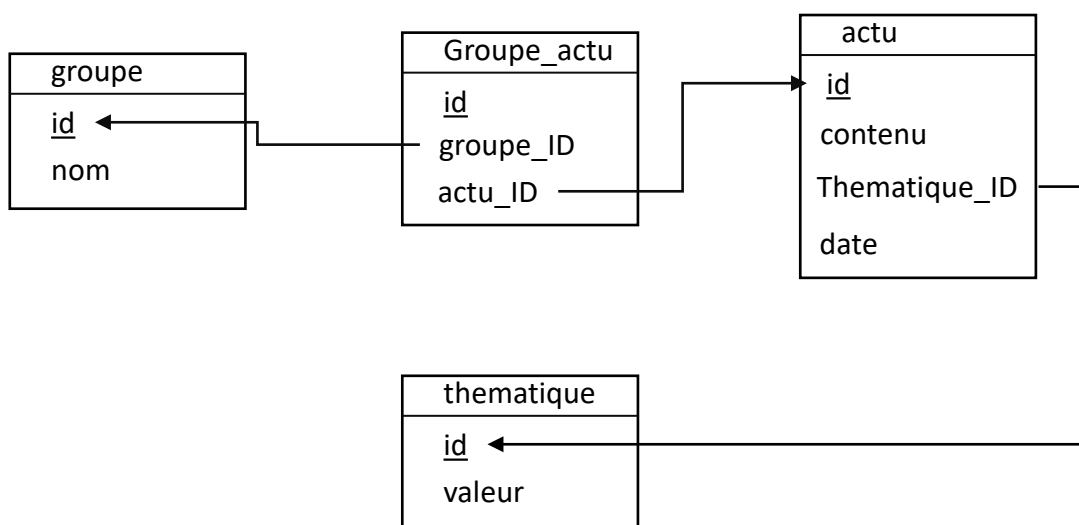 groupe
id
nom
Groupe_actu
id
groupe_ID
actu_ID
actu
id
contenu
Thematique_ID
date
thematique
id
valeur